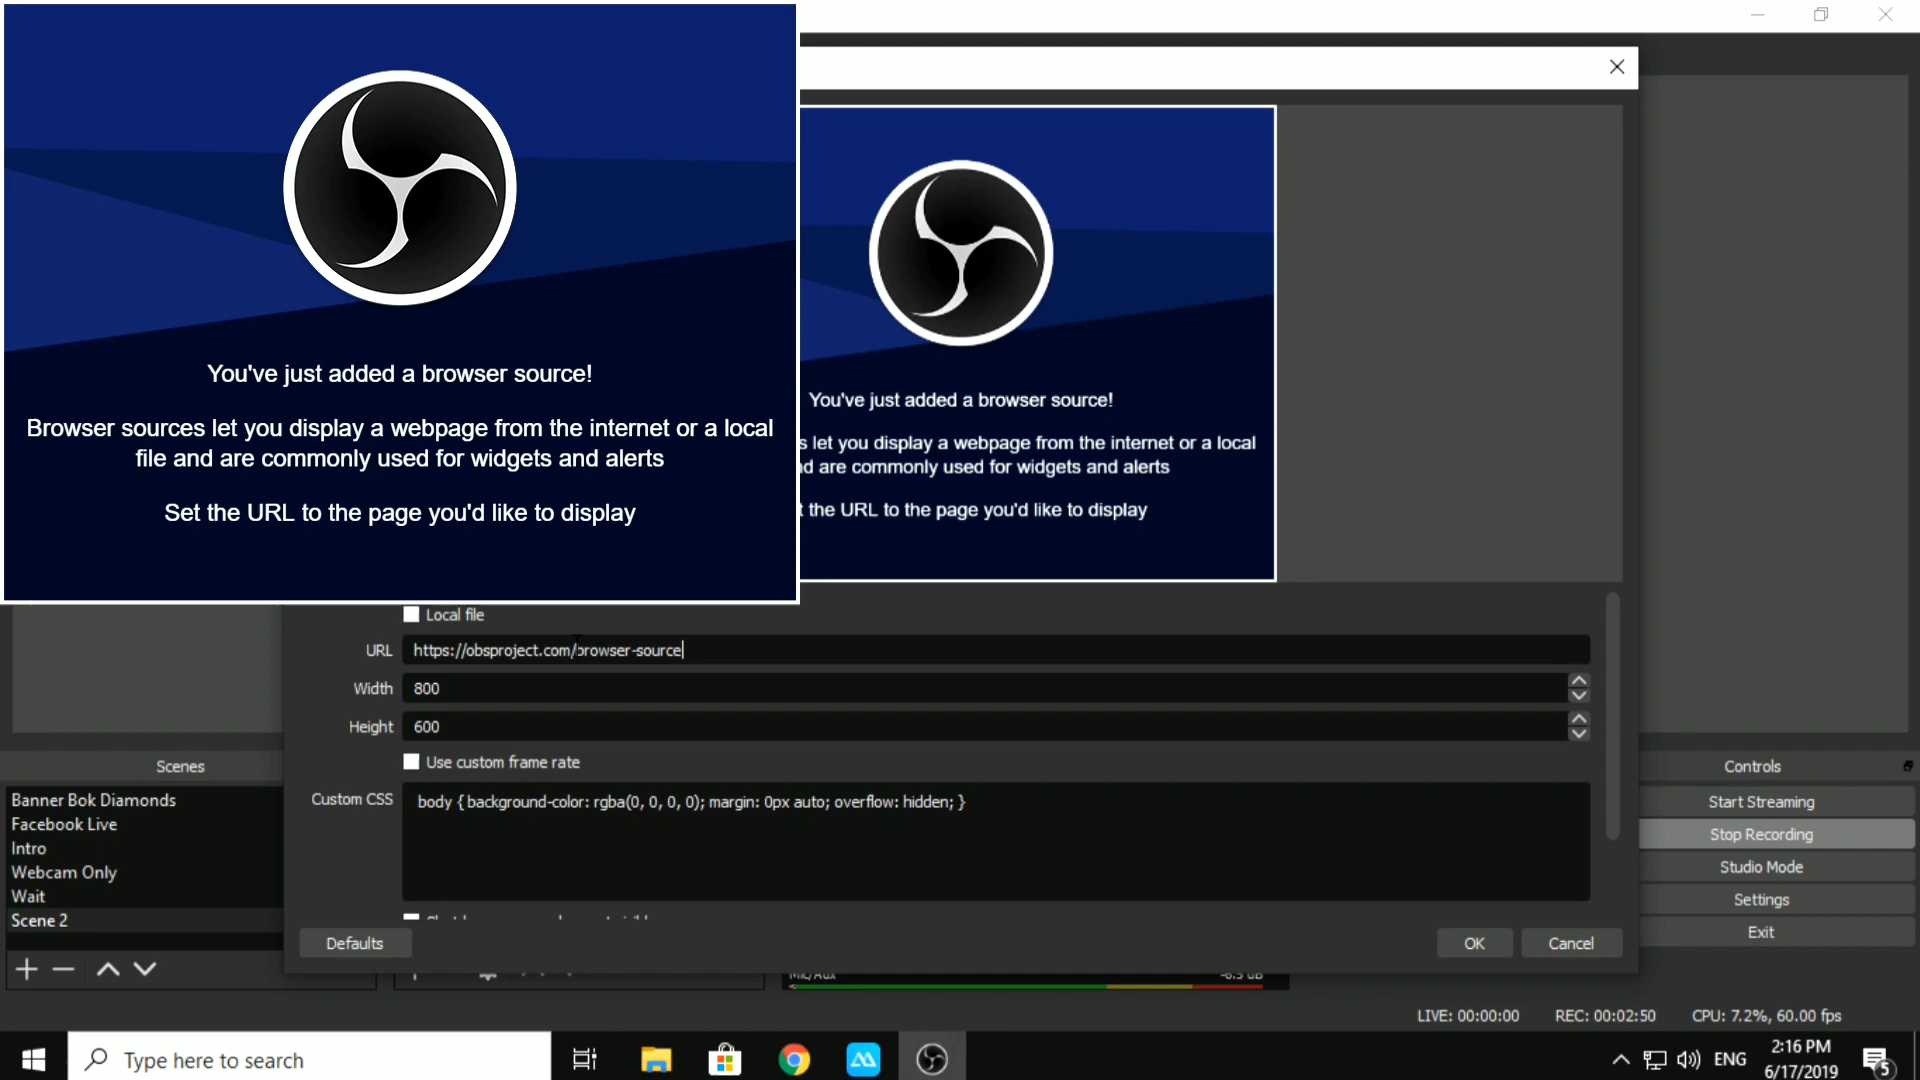 You've just added a browser source!
Browser sources let you display a webpage from the internet or a local
file and are commonly used for widgets and alerts
Set the URL to the page you'd like to display
You've just added a browser source!
let you display a webpage from the internet or a local
are commonly used for widgets and alerts
the URL to the page you'd like to display
Local file
URL https://obsproject.com/browser-source
Width 800
Height 600
Use custom frame rate
Custom CSS body { background-color: rgba(0, 0, 0, 0); margin: 0px auto; overflow: hidden; }
Defaults
OK
Cancel
Scenes
Banner Bok Diamonds
Facebook Live
Intro
Webcam Only
Wait
Scene 2
Controls
Start Streaming
Stop Recording
Studio Mode
Settings
Exit
LIVE: 00:00:00 REC: 00:02:50 CPU: 7.2%, 60.00 fps
Type here to search
ENG
2:16 PM
6/17/2019
5